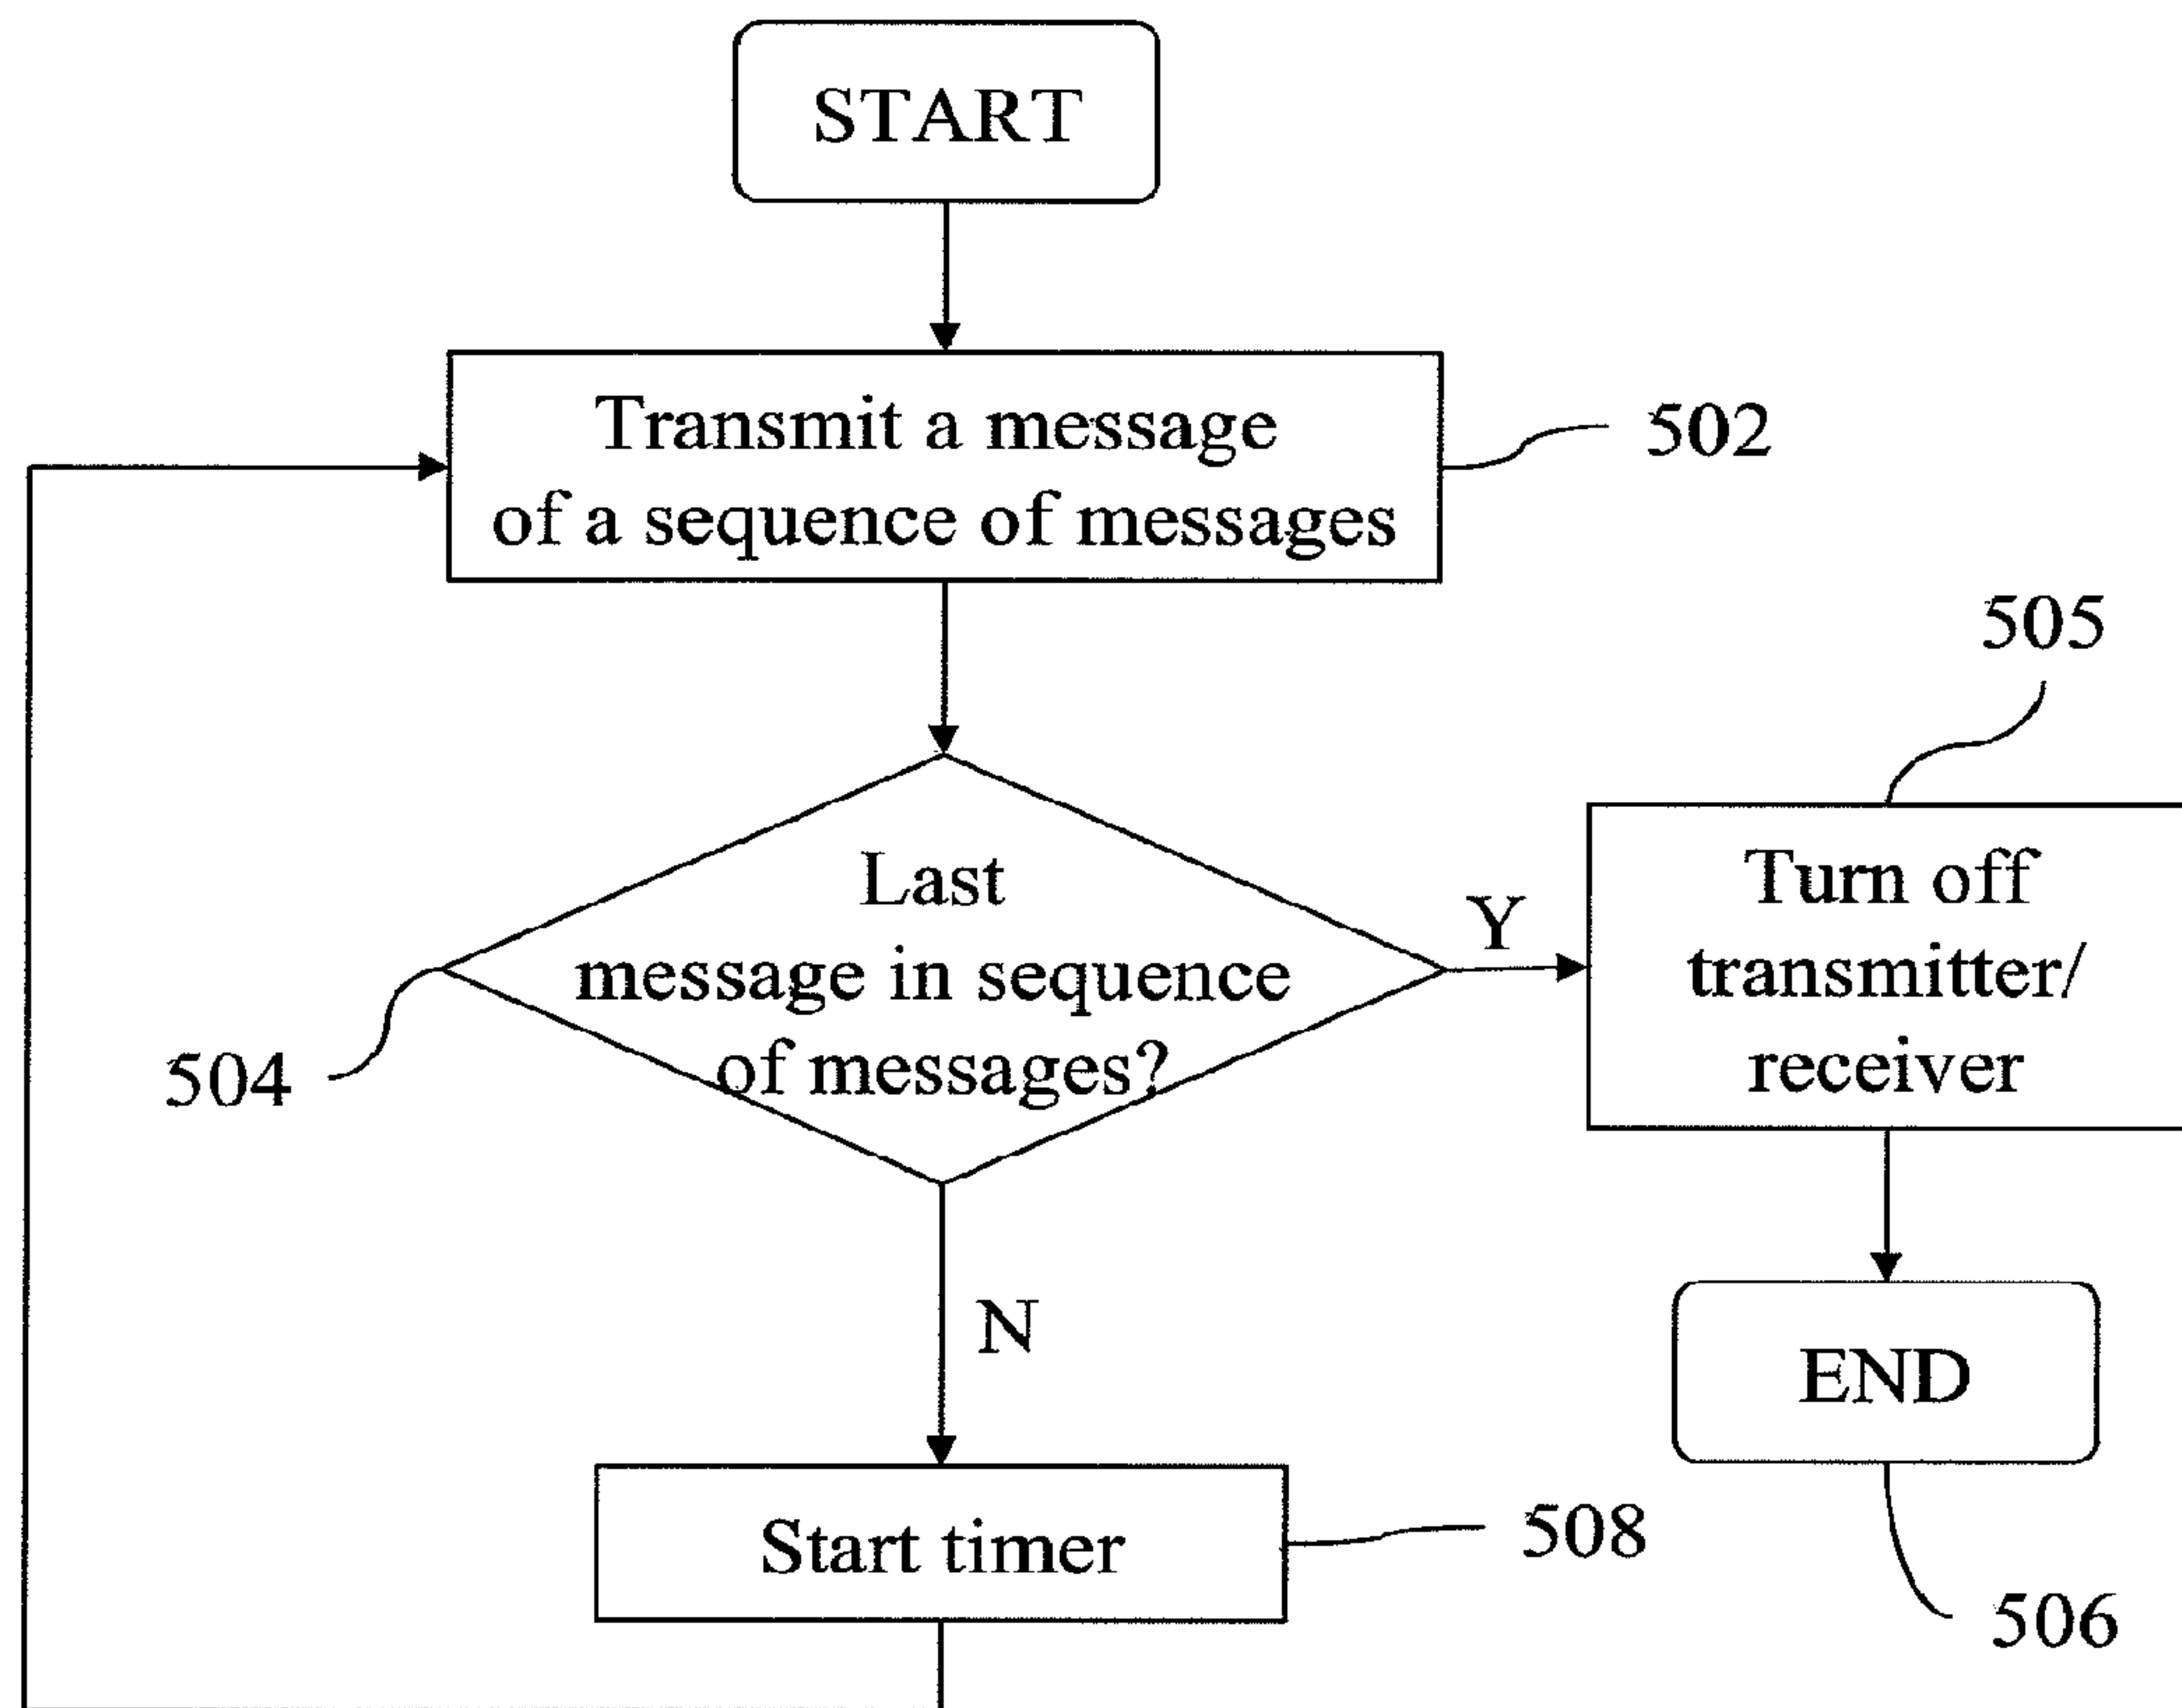 START
Transmit a message
of a sequence of messages
502
505
Last
message in sequence
of messages?
504
Y
Turn off
transmitter/
receiver
N
END
Start timer
508
506